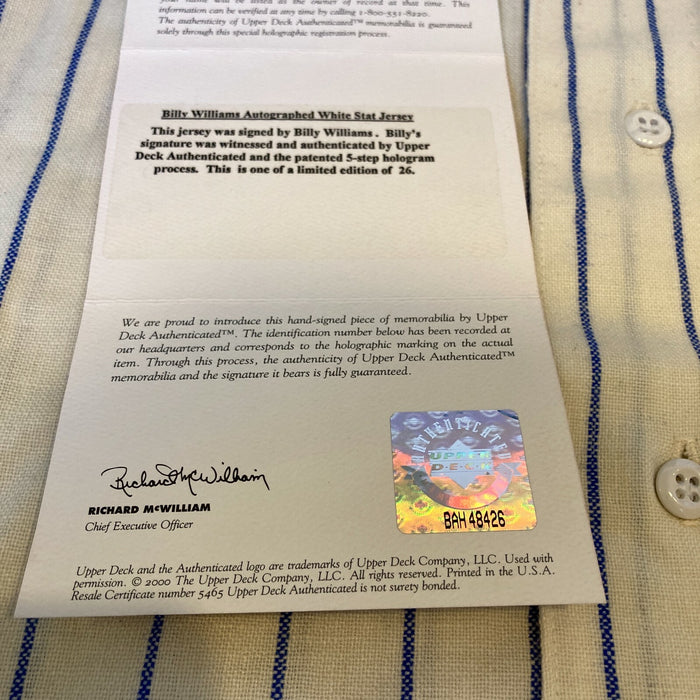 your name will be listed as the owner of record at that time. This
information can be verified at any time by calling 1-800-551-8220.
The authenticity of Upper Deck Authenticated™ memorabilia is guaranteed
solely through this special holographic registration process.
Billy Williams Autographed White Stat Jersey
This jersey was signed by Billy Williams. Billy's
signature was witnessed and authenticated by Upper
Deck Authenticated and the patented 5-step hologram
process. This is one of a limited edition of 26.
We are proud to introduce this hand-signed piece of memorabilia by Upper
Deck Authenticated™. The identification number below has been recorded at
our headquarters and corresponds to the holographic marking on the actual
item. Through this process, the authenticity of Upper Deck Authenticated™
memorabilia and the signature it bears is fully guaranteed.
AUTHENTICATED
UPPER
DECK
BAH 48426
Richard McWilliam
RICHARD McWILLIAM
Chief Executive Officer
Upper Deck and the Authenticated logo are trademarks of Upper Deck Company, LLC. Used with
permission. © 2000 The Upper Deck Company, LLC. All rights reserved. Printed in the U.S.A.
Resale Certificate number 5465 Upper Deck Authenticated is not surety bonded.